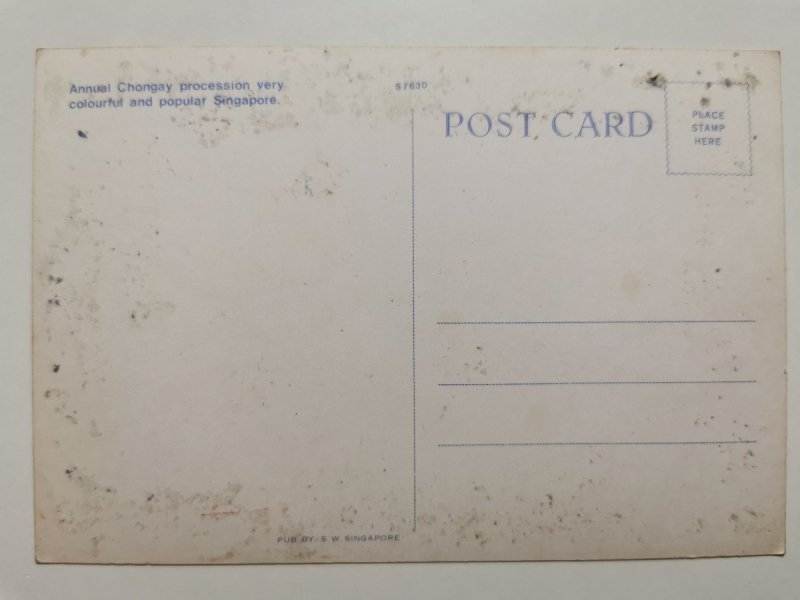 Annual Chongay procession very
colourful and popular Singapore.
S7630
POST CARD
PLACE
STAMP
HERE
PUB BY- S W SINGAPORE